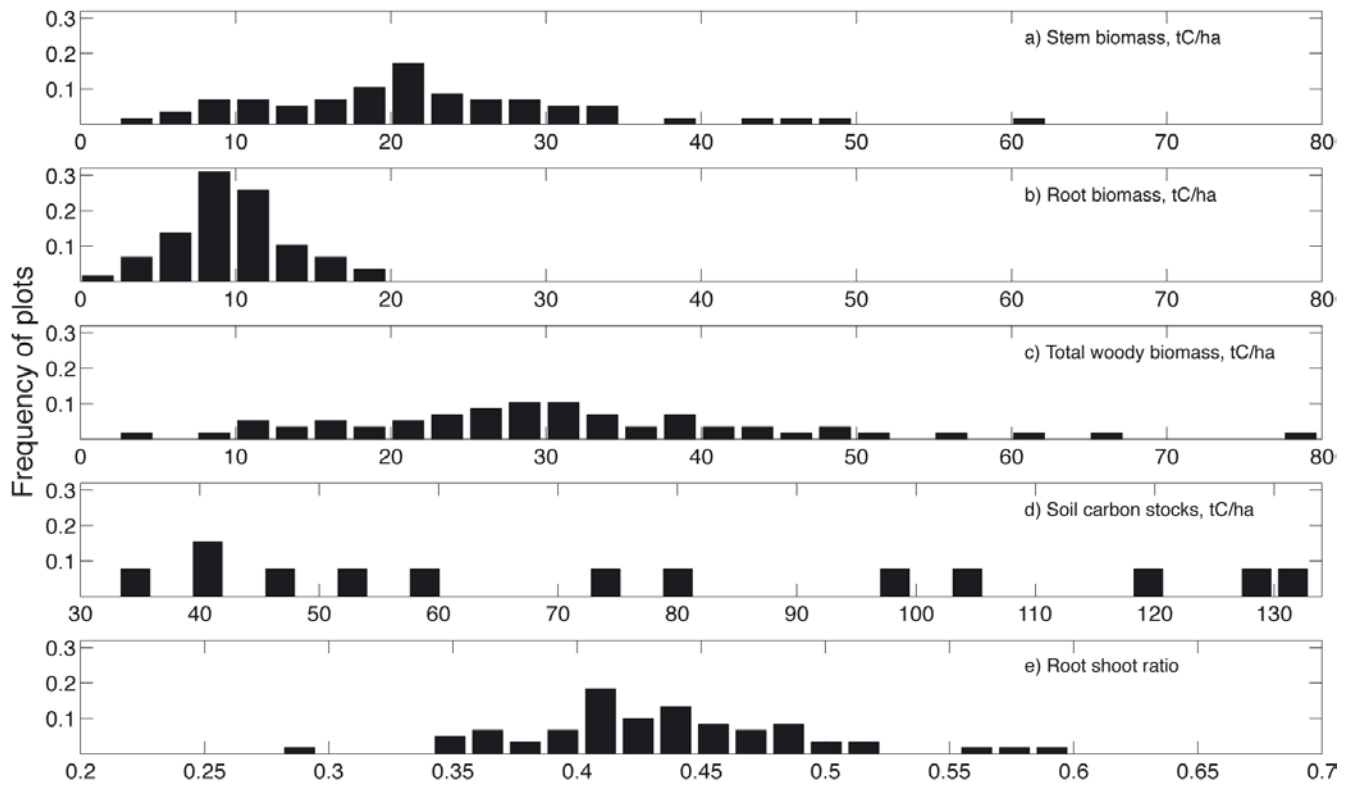 0.3
a) Stem biomass, tC/ha
0.2
0.1
0 10 20 30 40 50 60 70 80
0.3
b) Root biomass, tC/ha
0.2
0.1
0 10 20 30 40 50 60 70 80
Frequency of plots
0.3
c) Total woody biomass, tC/ha
0.2
0.1
0 10 20 30 40 50 60 70 80
0.3
d) Soil carbon stocks, tC/ha
0.2
0.1
30 40 50 60 70 80 90 100 110 120 130
0.3
e) Root shoot ratio
0.2
0.1
0.2 0.25 0.3 0.35 0.4 0.45 0.5 0.55 0.6 0.65 0.7